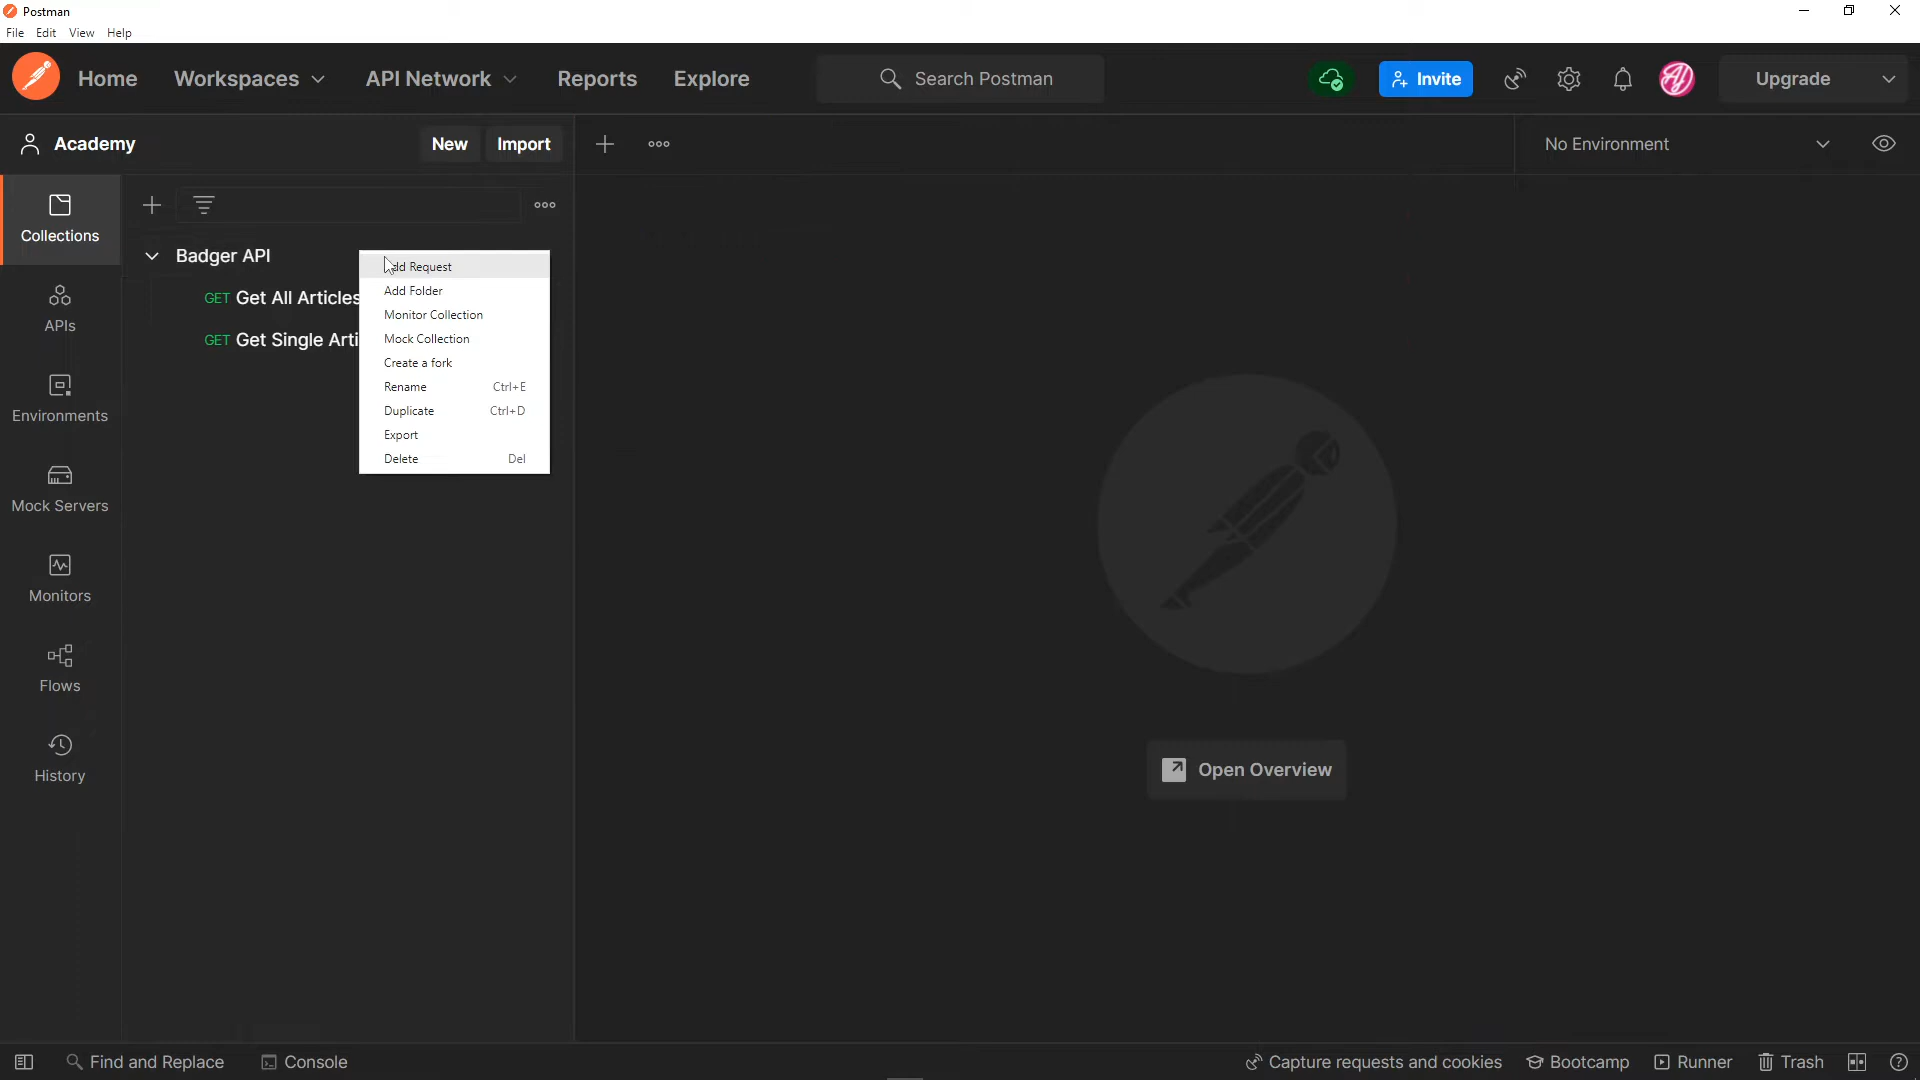 Postman
File Edit View Help
Home Workspaces API Network Reports Explore Search Postman Invite Upgrade
Academy New Import No Environment
Collections
APIs
Environments
Mock Servers
Monitors
Flows
History
Badger API
GET Get All Articles
GET Get Single Arti
Request
Add Folder
Monitor Collection
Mock Collection
Create a fork
Rename Ctrl+E
Duplicate Ctrl+D
Export
Delete Del
Open Overview
Find and Replace Console Capture requests and cookies Bootcamp Runner Trash